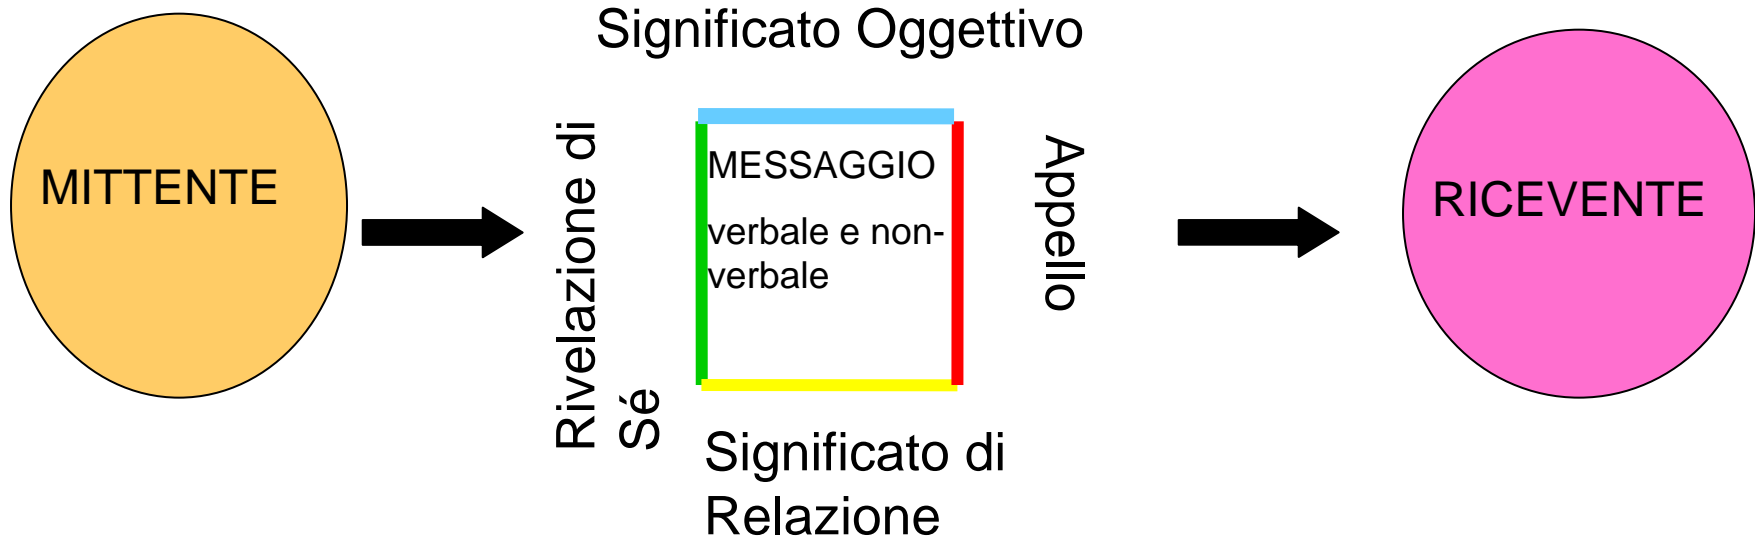 Significato Oggettivo
MITTENTE
Rivelazione di
Sé
MESSAGGIO
verbale e non-
verbale
Appello
RICEVENTE
Significato di
Relazione